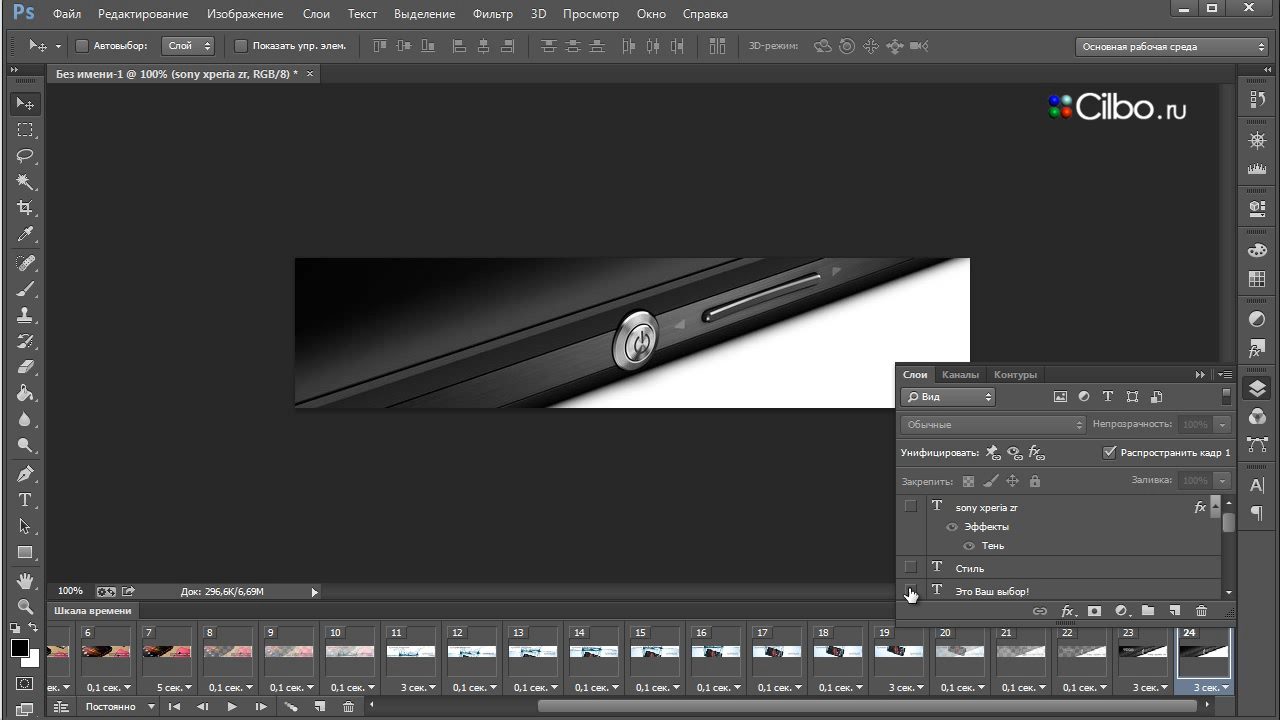 Ps Файл Редактирование Изображение Слои Текст Выделение Фильтр 3D Просмотр Окно Справка
Автовыбор: Слой Показать упр. элем. 3D-режим: Основная рабочая среда
Без имени-1 @ 100% (sony xperia zr, RGB/8) * ×
Cilbo.ru
Слои Каналы Контуры
Вид
Обычные Непрозрачность: 100%
Унифицировать: Распространить кадр 1
Закрепить: Заливка: 100%
sony xperia zr fx
Эффекты
Тень
Стиль
Это Ваш выбор!
100% Док: 296,6K/6,69M
Шкала времени
6 7 8 9 10 11 12 13 14 15 16 17 18 19 20 21 22 23 24
ек. 0,1 сек. 5 сек. 0,1 сек. 0,1 сек. 0,1 сек. 3 сек. 0,1 сек. 0,1 сек. 0,1 сек. 0,1 сек. 0,1 сек. 0,1 сек. 0,1 сек. 3 сек. 0,1 сек. 0,1 сек. 0,1 сек. 3 сек. 3 сек.
Постоянно